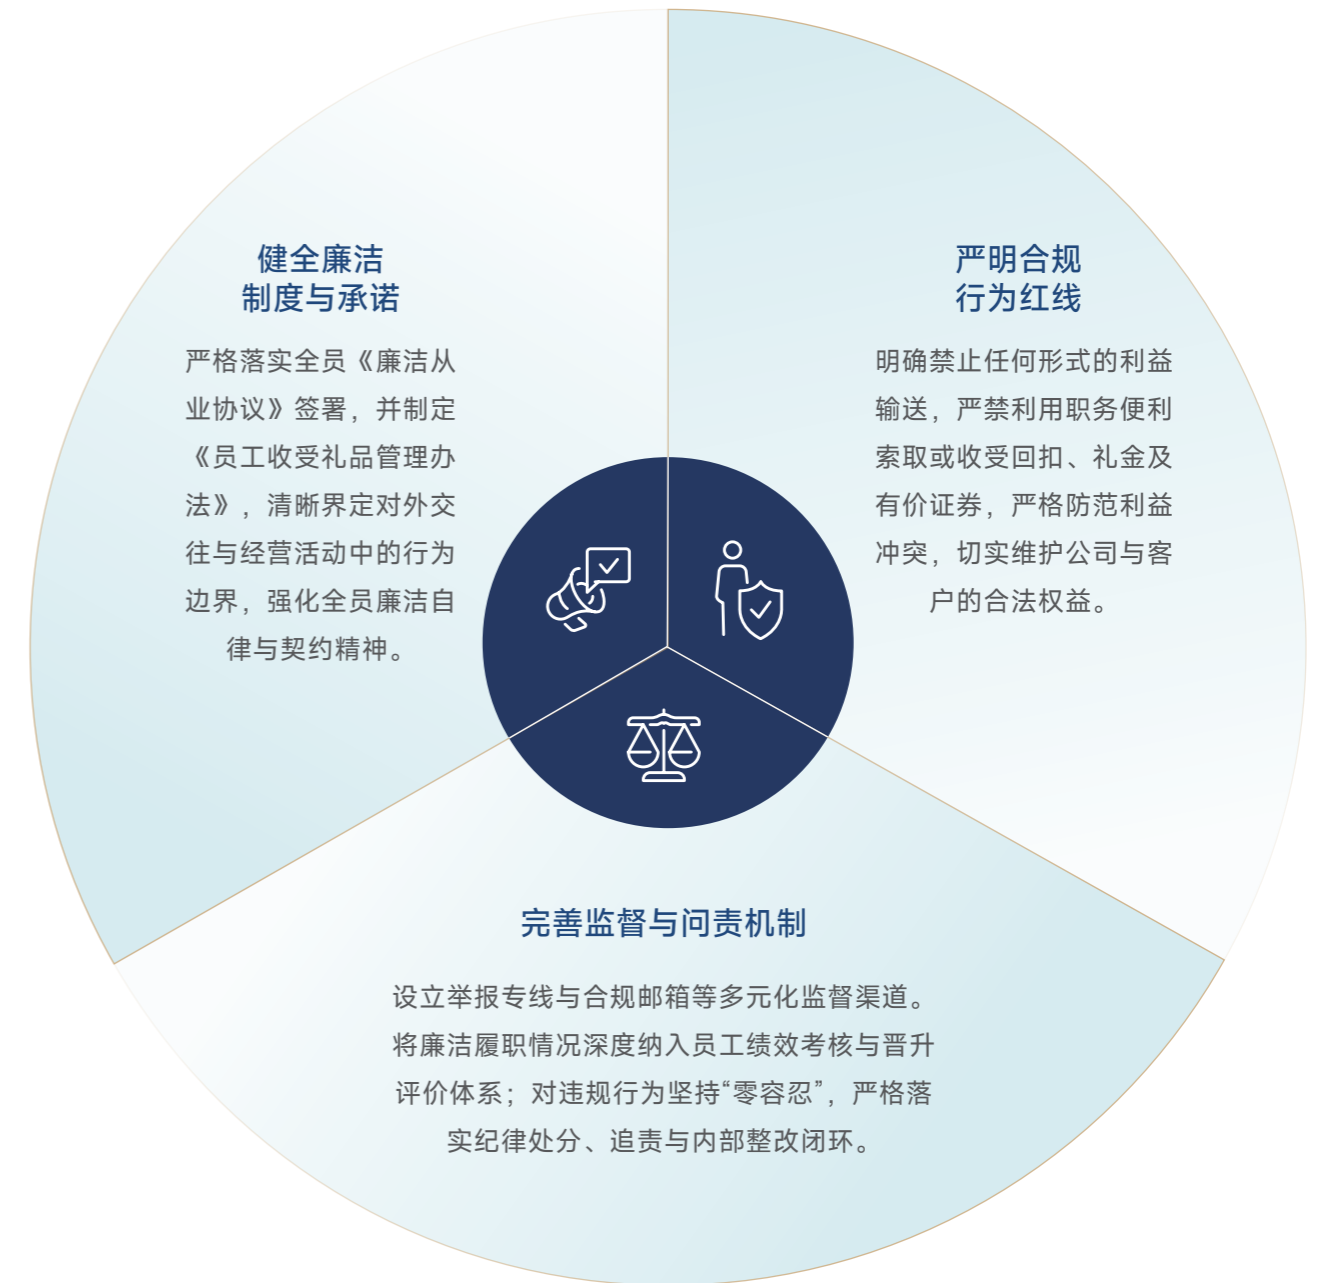 健全廉洁
制度与承诺
严格落实全员《廉洁从
业协议》签署，并制定
《员工收受礼品管理办
法》，清晰界定对外交
往与经营活动中的行为
边界，强化全员廉洁自
律与契约精神。
严明合规
行为红线
明确禁止任何形式的利益
输送，严禁利用职务便利
索取或收受回扣、礼金及
有价证券，严格防范利益
冲突，切实维护公司与客
户的合法权益。
完善监督与问责机制
设立举报专线与合规邮箱等多元化监督渠道。
将廉洁履职情况深度纳入员工绩效考核与晋升
评价体系；对违规行为坚持“零容忍”，严格落
实纪律处分、追责与内部整改闭环。